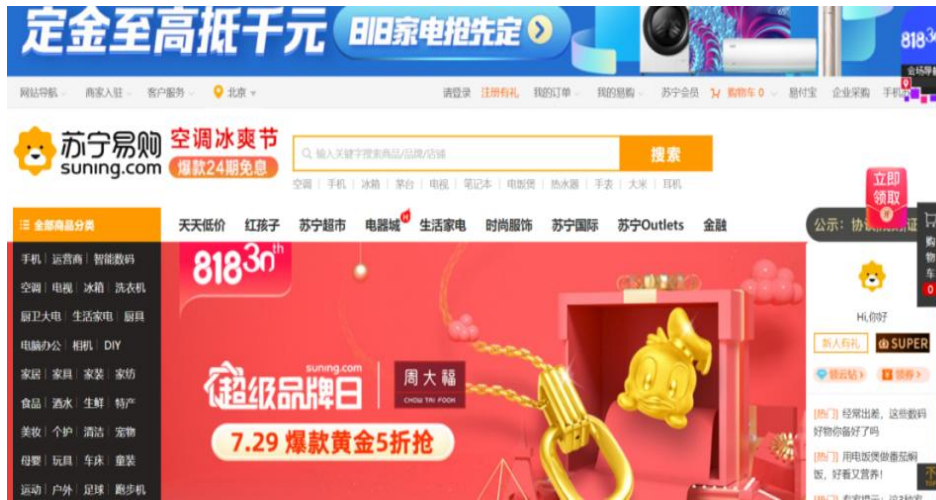 定金至高抵千元 818家电抢先定
818 30
会场导航
网站导航 商家入驻 客户服务 北京 请登录 注册有礼 我的订单 我的易购 苏宁会员 购物车 0 易付宝 企业采购
苏宁易购
suning.com
空调冰爽节
爆款24期免息
输入关键字搜索商品/品牌/店铺 搜索
空调 | 手机 | 冰箱 | 茅台 | 电视 | 笔记本 | 电饭煲 | 热水器 | 手表 | 大米 | 耳机
立即
领取
全部商品分类 天天低价 红孩子 苏宁超市 电器城 H 生活家电 时尚服饰 苏宁国际 苏宁Outlets 金融
购物车 0
手机 | 运营商 | 智能数码
空调 | 电视 | 冰箱 | 洗衣机
厨卫大电 | 生活家电 | 厨具
电脑办公 | 相机 | DIY
家居 | 家具 | 家装 | 家纺
食品 | 酒水 | 生鲜 | 特产
美妆 | 个护 | 清洁 | 宠物
母婴 | 玩具 | 车床 | 童装
运动 | 户外 | 足球 | 跑步机
818 30th
suning.com
超级品牌日
周大福
CHOW TAI FOOK
7.29 爆款黄金5折抢
Hi,你好
新人有礼 SUPER
领云钻 > 领券 >
[热门] 经常出差，这些数码
好物你备好了吗
[热门] 用电饭煲做番茄焖
饭，好看又营养！